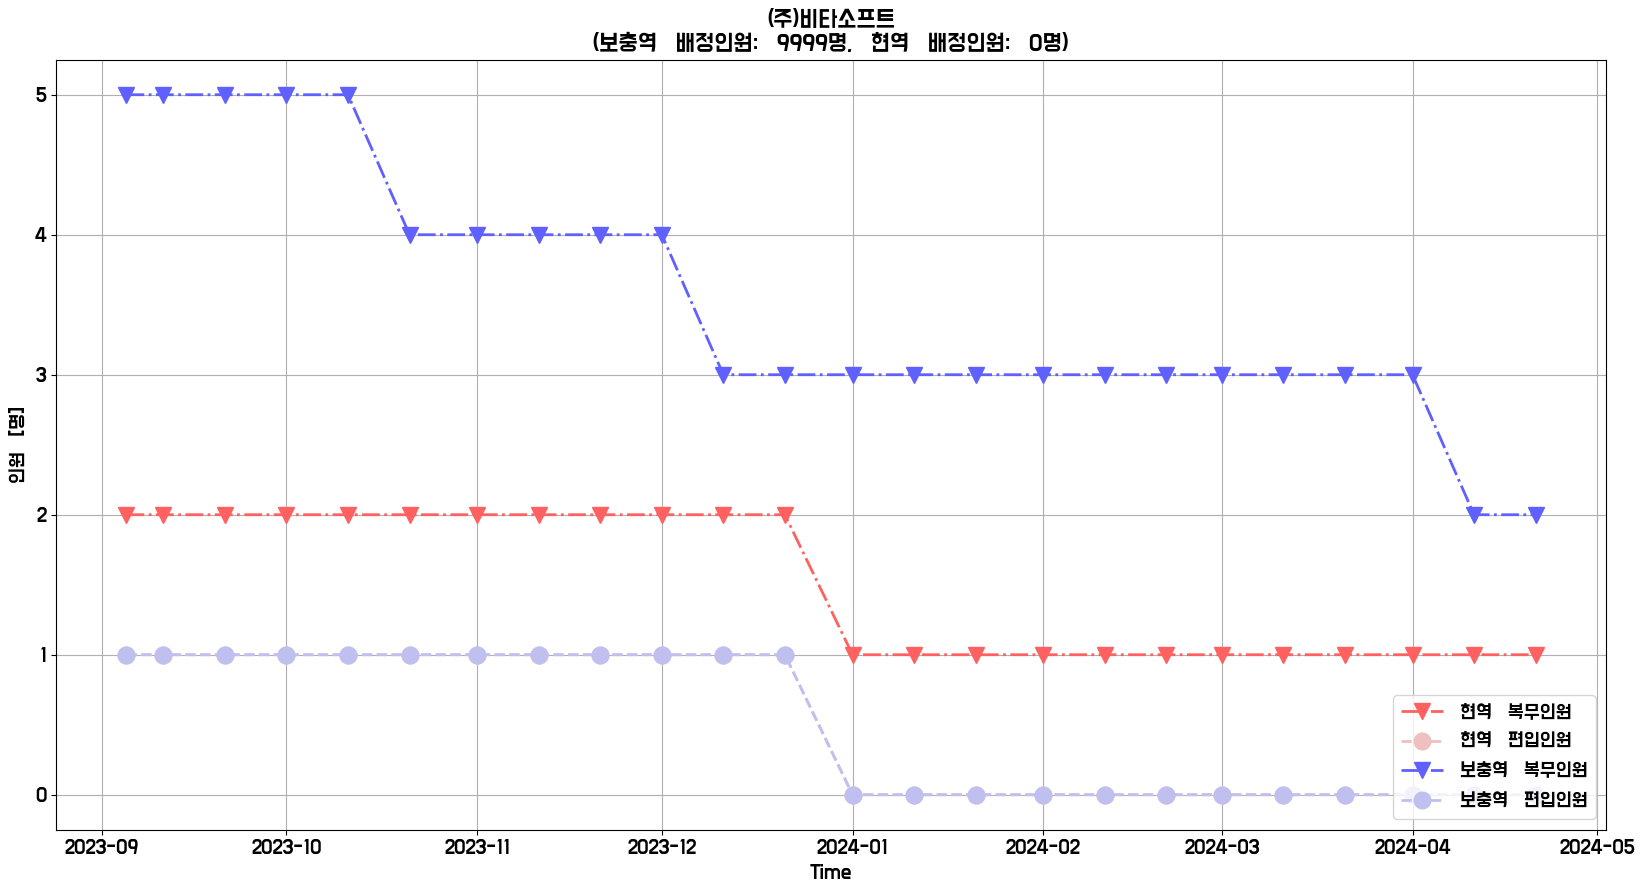 (주)비타소프트
(보충역 배정인원: 9999명, 현역 배정인원: 0명)
인원 [명]
5
4
3
2
1
0
현역 복무인원
현역 편입인원
보충역 복무인원
보충역 편입인원
2023-09 2023-10 2023-11 2023-12 2024-01 2024-02 2024-03 2024-04 2024-05
Time